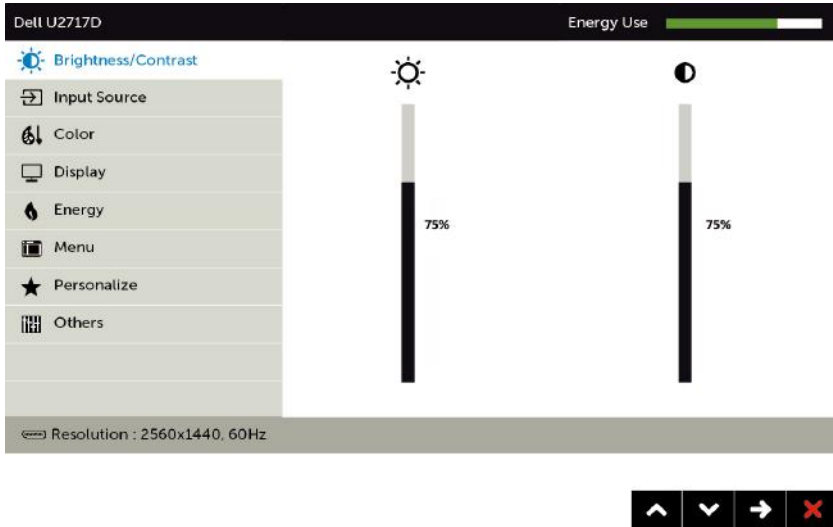 Dell U2717D
Energy Use
Brightness/Contrast
Input Source
Color
Display
Energy
Menu
Personalize
Others
75%
75%
Resolution : 2560x1440, 60Hz